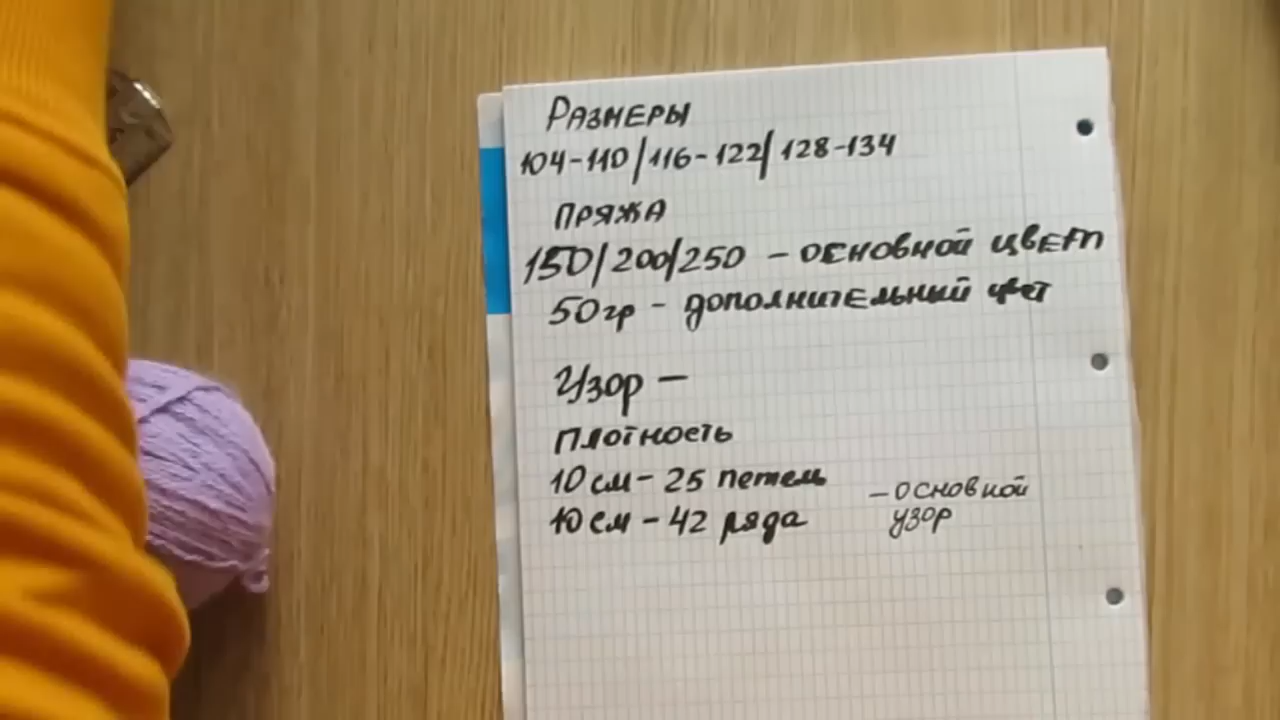 Размеры
104-110/116-122/128-134
Пряжа
150/200/250 - основной цвет
50гр - дополнительный цвет
Узор -
Плотность
10 см - 25 петель
10 см - 42 ряда
- основной
узор